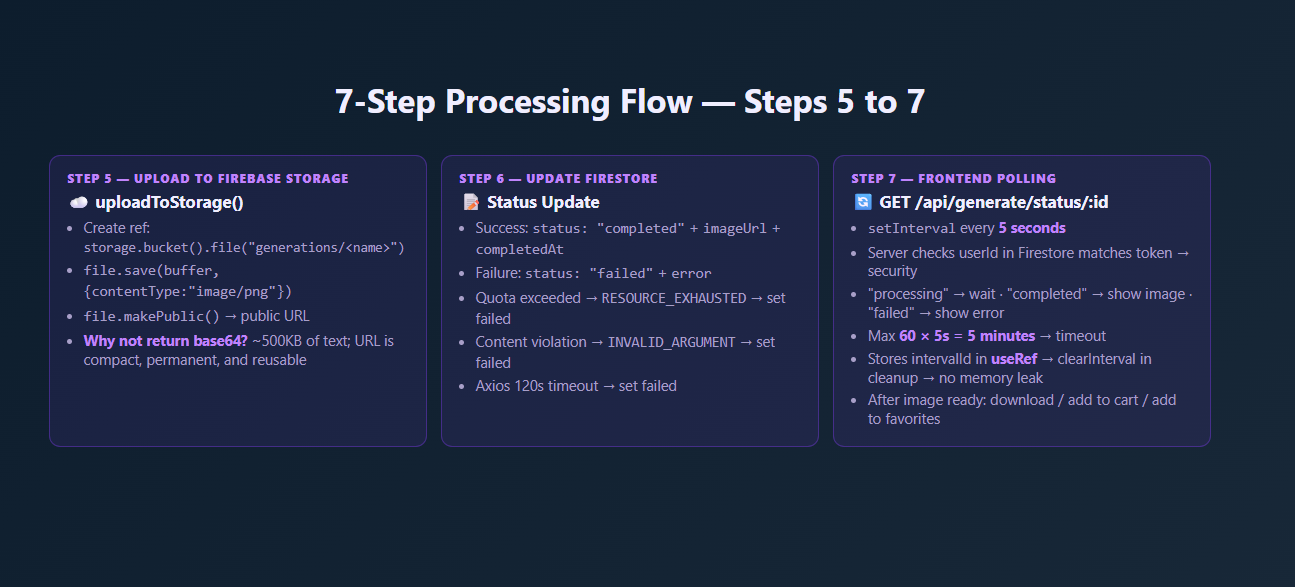 7-Step Processing Flow — Steps 5 to 7
STEP 5 — UPLOAD TO FIREBASE STORAGE
☁️ uploadToStorage()
• Create ref:
storage.bucket().file("generations/<name>")
• file.save(buffer,
{contentType:"image/png"})
• file.makePublic() → public URL
• Why not return base64? ~500KB of text; URL is
compact, permanent, and reusable
STEP 6 — UPDATE FIRESTORE
📝 Status Update
• Success: status: "completed" + imageUrl +
completedAt
• Failure: status: "failed" + error
• Quota exceeded → RESOURCE_EXHAUSTED → set
failed
• Content violation → INVALID_ARGUMENT → set
failed
• Axios 120s timeout → set failed
STEP 7 — FRONTEND POLLING
🔄 GET /api/generate/status/:id
• setInterval every 5 seconds
• Server checks userId in Firestore matches token →
security
• "processing" → wait · "completed" → show image ·
"failed" → show error
• Max 60 × 5s = 5 minutes → timeout
• Stores intervalId in useRef → clearInterval in
cleanup → no memory leak
• After image ready: download / add to cart / add
to favorites